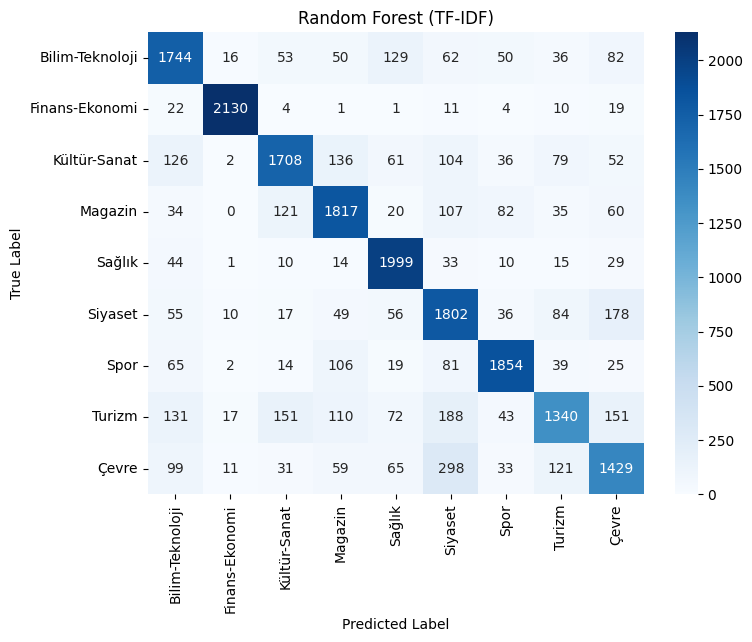 Random Forest (TF-IDF)
Bilim-Teknoloji 1744 16 53 50 129 62 50 36 82
Finans-Ekonomi 22 2130 4 1 1 11 4 10 19
Kültür-Sanat 126 2 1708 136 61 104 36 79 52
Magazin 34 0 121 1817 20 107 82 35 60
Sağlık 44 1 10 14 1999 33 10 15 29
Siyaset 55 10 17 49 56 1802 36 84 178
Spor 65 2 14 106 19 81 1854 39 25
Turizm 131 17 151 110 72 188 43 1340 151
Çevre 99 11 31 59 65 298 33 121 1429
True Label
Bilim-Teknoloji
Finans-Ekonomi
Kültür-Sanat
Magazin
Sağlık
Siyaset
Spor
Turizm
Çevre
Predicted Label
2000
1750
1500
1250
1000
750
500
250
0